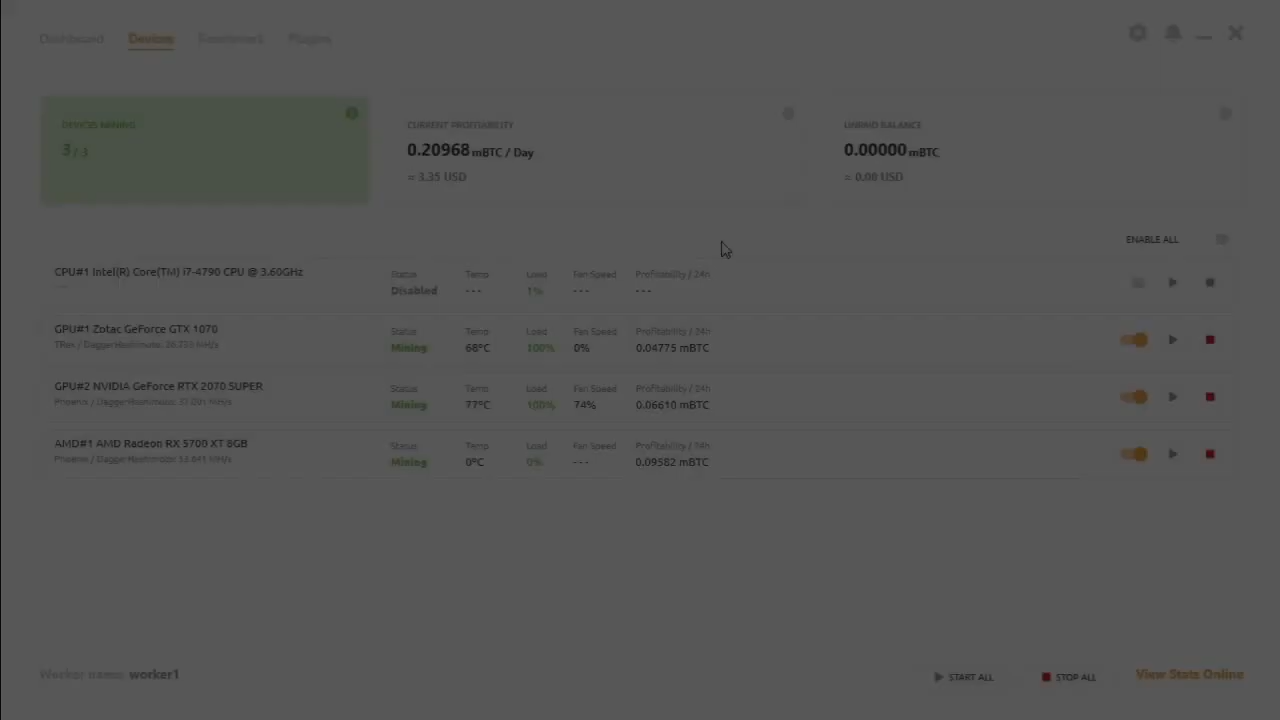 Dashboard Devices Benchmark Plugins
DEVICES MINING
3 / 3
CURRENT PROFITABILITY
0.20968 mBTC / Day
= 3.35 USD
UNPAID BALANCE
0.00000 mBTC
= 0.00 USD
ENABLE ALL
CPU#1 Intel(R) Core(TM) i7-4790 CPU @ 3.60GHz
Status Temp Load Fan Speed Profitability / 24h
Disabled --- 1% --- ---
GPU#1 Zotac GeForce GTX 1070
TRex / DaggerHashimoto:
Status Temp Load Fan Speed Profitability / 24h
Mining 68°C 100% 0% 0.04775 mBTC
GPU#2 NVIDIA GeForce RTX 2070 SUPER
Phoenix / DaggerHashimoto:
Status Temp Load Fan Speed Profitability / 24h
Mining 77°C 100% 74% 0.06610 mBTC
AMD#1 AMD Radeon RX 5700 XT 8GB
Phoenix / DaggerHashimoto:
Status Temp Load Fan Speed Profitability / 24h
Mining 0°C 0% --- 0.09582 mBTC
Worker name: worker1
START ALL
STOP ALL
View Stats Online